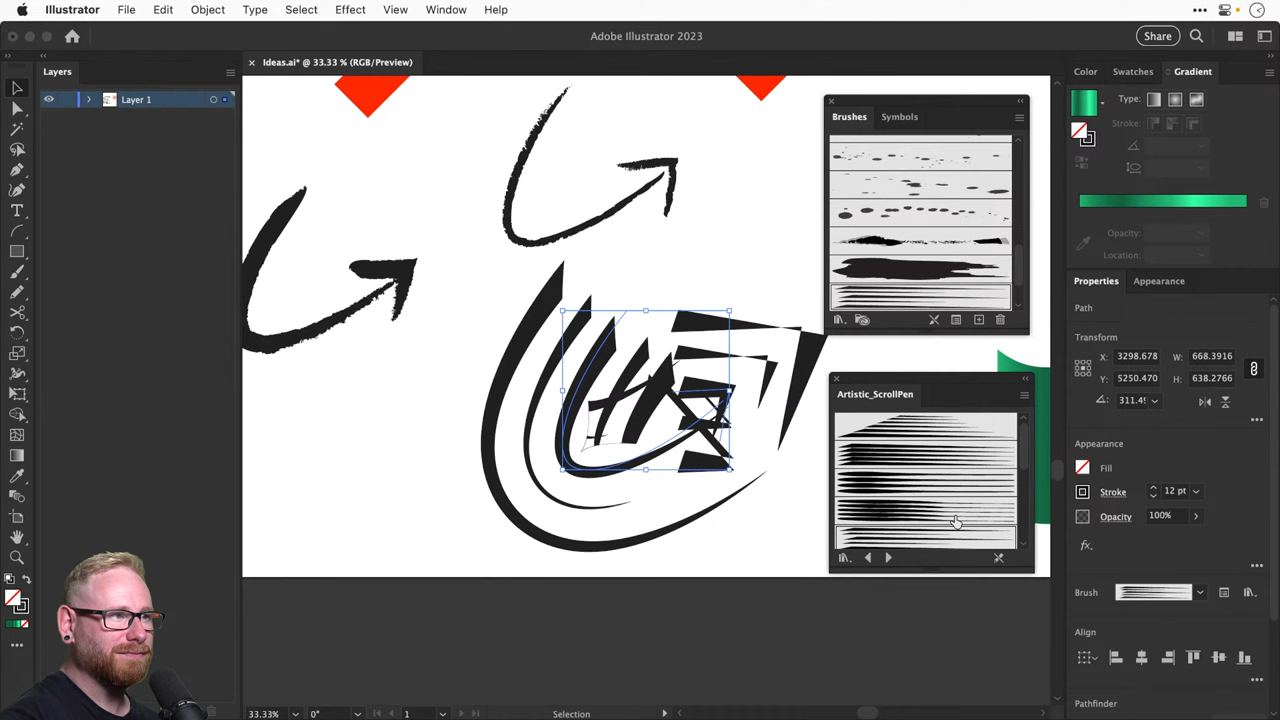 Illustrator File Edit Object Type Select Effect View Window Help
Adobe Illustrator 2023
Share
Layers
× Ideas.ai* @ 33.33 % (RGB/Preview)
Color Swatches Gradient
Layer 1
Type:
Brushes Symbols
Stroke:
Opacity:
Location:
Properties Appearance
Path
Transform
X: 3298.678 W: 668.3916
Y: 5250.470 H: 638.2766
Artistic_ScrollPen
Appearance
Fill
Stroke 12 pt
Opacity 100%
fx
Brush
Align
Pathfinder
33.33% 0° 1 Selection